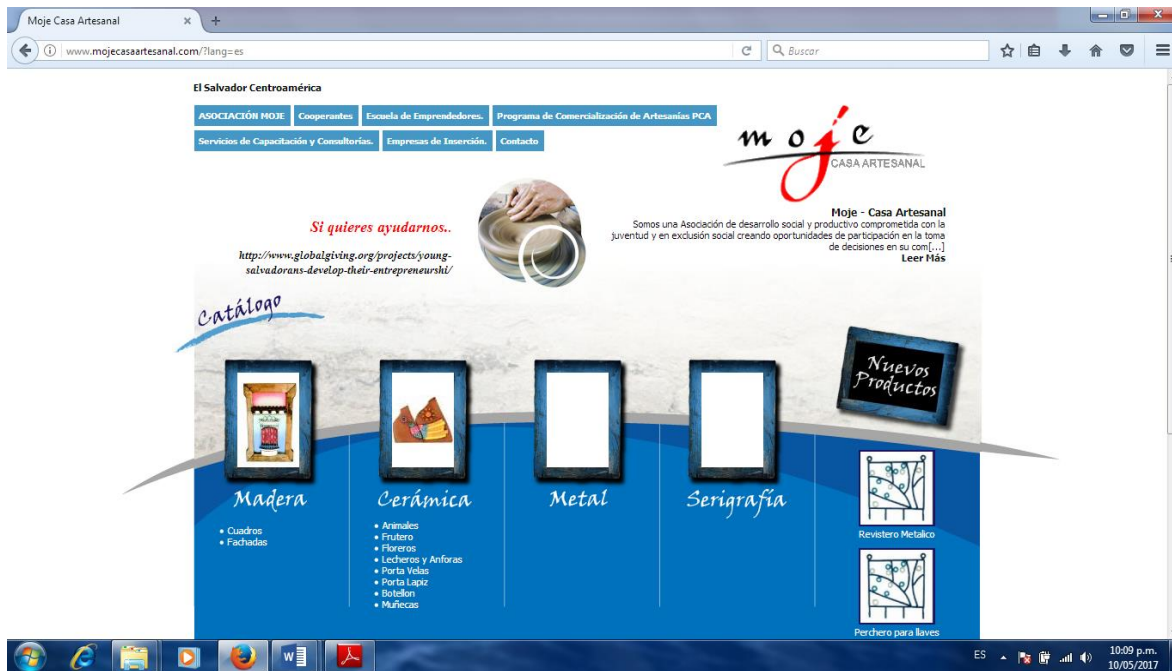 Moje Casa Artesanal
www.mojecasaartesanal.com/?lang=es
Buscar
El Salvador Centroamérica
ASOCIACIÓN MOJE Cooperantes Escuela de Emprendedores. Programa de Comercialización de Artesanías PCA
Servicios de Capacitación y Consultorías. Empresas de Inserción. Contacto
moje
CASA ARTESANAL
Si quieres ayudarnos..
http://www.globalgiving.org/projects/young-
salvadorans-develop-their-entrepreneurshi/
Moje - Casa Artesanal
Somos una Asociación de desarrollo social y productivo comprometida con la
juventud y en exclusión social creando oportunidades de participación en la toma
de decisiones en su com[...]
Leer Más
Catálogo
Nuevos
Productos
Madera
• Cuadros
• Fachadas
Cerámica
• Animales
• Frutero
• Floreros
• Lecheros y Anforas
• Porta Velas
• Porta Lapiz
• Botellon
• Muñecas
Metal
Serigrafía
Revistero Metalico
Perchero para llaves
ES
10:09 p.m.
10/05/2017